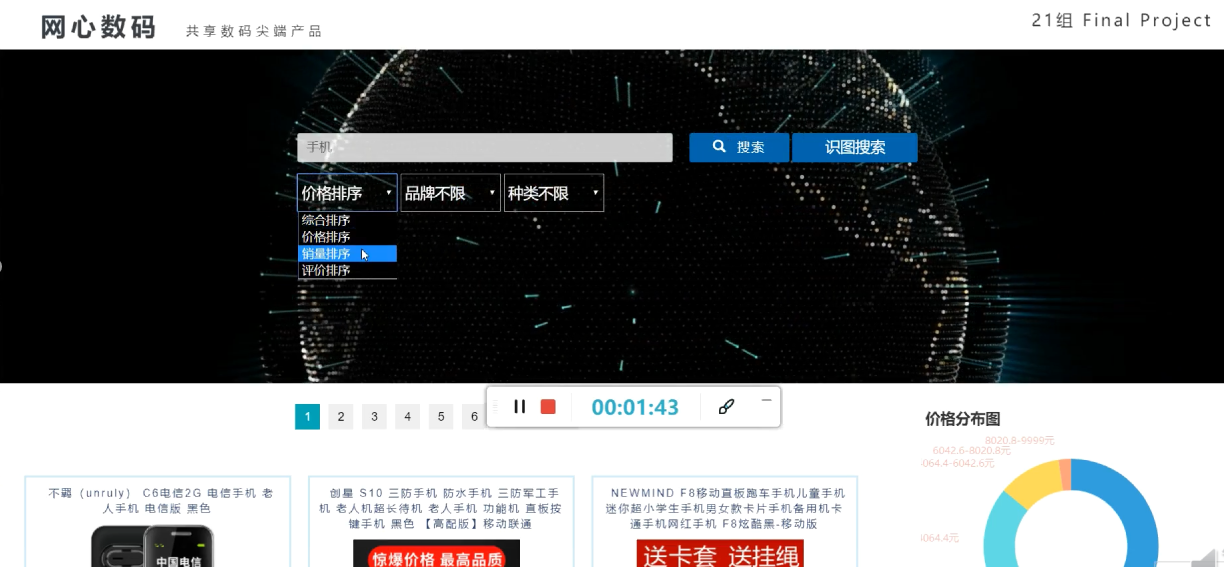 网心数码
共享数码尖端产品
21组 Final Project
手机
搜索
识图搜索
价格排序
品牌不限
种类不限
综合排序
价格排序
销量排序
评价排序
1 2 3 4 5 6
00:01:43
价格分布图
8020.8-9999元
6042.6-8020.8元
064.4-6042.6元
064.4元
不羁（unruly） C6电信2G 电信手机 老
人手机 电信版 黑色
中国电信
创星 S10 三防手机 防水手机 三防军工手
机 老人机超长待机 老人手机 功能机 直板按
键手机 黑色 【高配版】移动联通
惊爆价格 最高品质
NEWMIND F8移动直板跑车手机儿童手机
迷你超小学生手机男女款卡片手机备用机卡
通手机网红手机 F8炫酷黑-移动版
送卡套 送挂绳